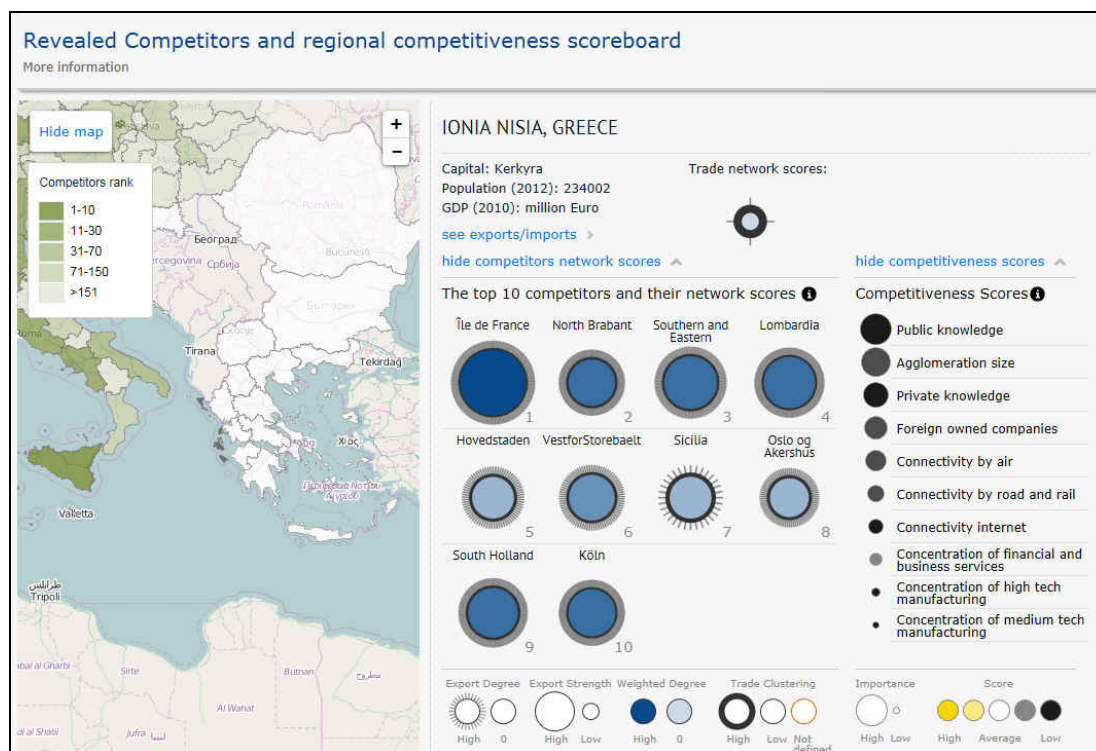 Revealed Competitors and regional competitiveness scoreboard
More information
Hide map
+
−
Competitors rank
1-10
11-30
31-70
71-150
>151
România
Београд
București
Србија
България
Tirana
Tekirdağ
Χίος
Valletta
طرابلس
Tripoli
Sirte
Butnan
مطروح
Al Wahat
Jufra
IONIA NISIA, GREECE
Capital: Kerkyra
Population (2012): 234002
GDP (2010): million Euro
see exports/imports >
Trade network scores:
hide competitors network scores
The top 10 competitors and their network scores i
Île de France
North Brabant
Southern and
Eastern
Lombardia
1
2
3
4
Hovedstaden
VestforStorebaelt
Sicilia
Oslo og
Akershus
5
6
7
8
South Holland
Köln
9
10
Export Degree
High 0
Export Strength
High Low
Weighted Degree
High 0
Trade Clustering
High Low Not
defined
hide competitiveness scores
Competitiveness Scores i
Public knowledge
Agglomeration size
Private knowledge
Foreign owned companies
Connectivity by air
Connectivity by road and rail
Connectivity internet
Concentration of financial and
business services
Concentration of high tech
manufacturing
Concentration of medium tech
manufacturing
Importance
High Low
Score
High Average Low